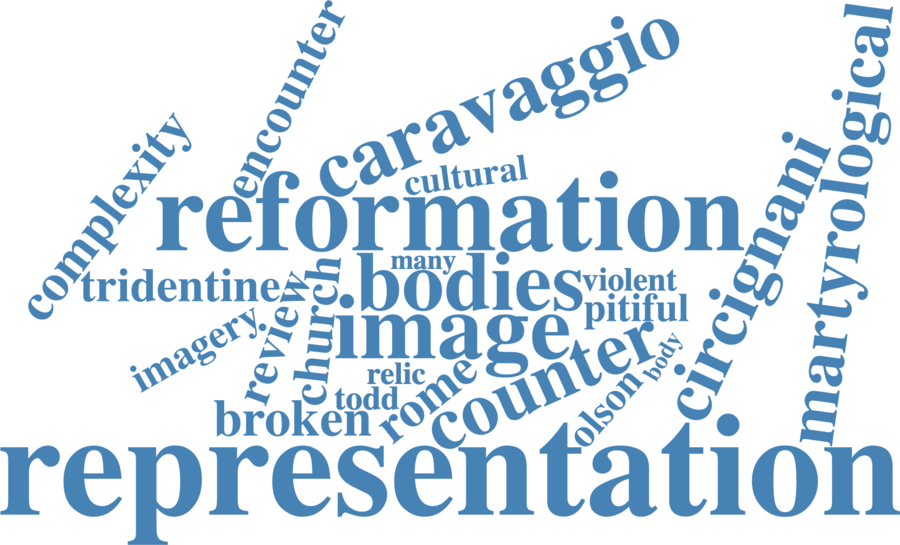 encounter
caravaggio
martyrological
complexity
cultural
circignani
reformation
many
tridentine
bodies
violent
review
church
pitiful
imagery
image
counter
body
relic
rome
todd
olson
broken
representation